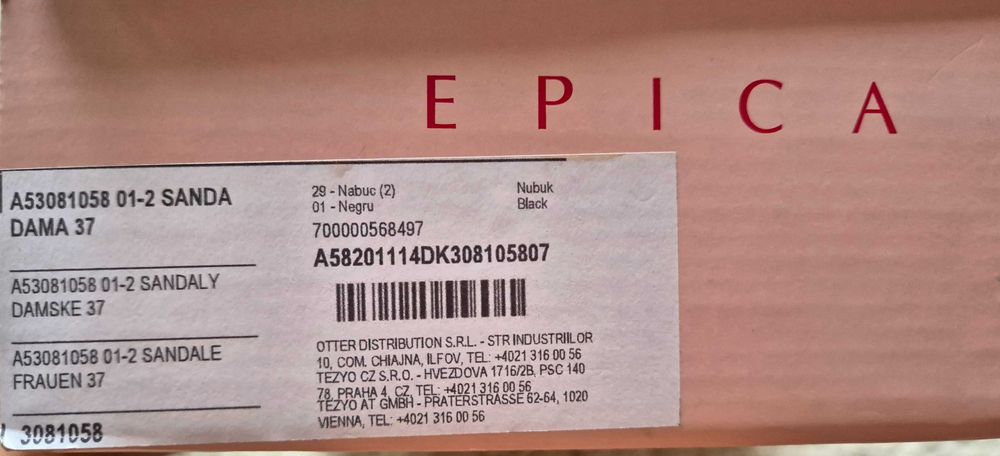 EPICA
A53081058 01-2 SANDA
DAMA 37
A53081058 01-2 SANDALY
DAMSKE 37
A53081058 01-2 SANDALE
FRAUEN 37
3081058
29 - Nabuc (2) Nubuk
01 - Negru Black
700000568497
A58201114DK308105807
OTTER DISTRIBUTION S.R.L. - STR INDUSTRIILOR
10, COM. CHIAJNA, ILFOV, TEL: +4021 316 00 56
TEZYO CZ S.R.O. - HVEZDOVA 1716/2B, PSC 140
78, PRAHA 4, CZ, TEL: +4021 316 00 56
TEZYO AT GMBH - PRATERSTRASSE 62-64, 1020
VIENNA, TEL: +4021 316 00 56